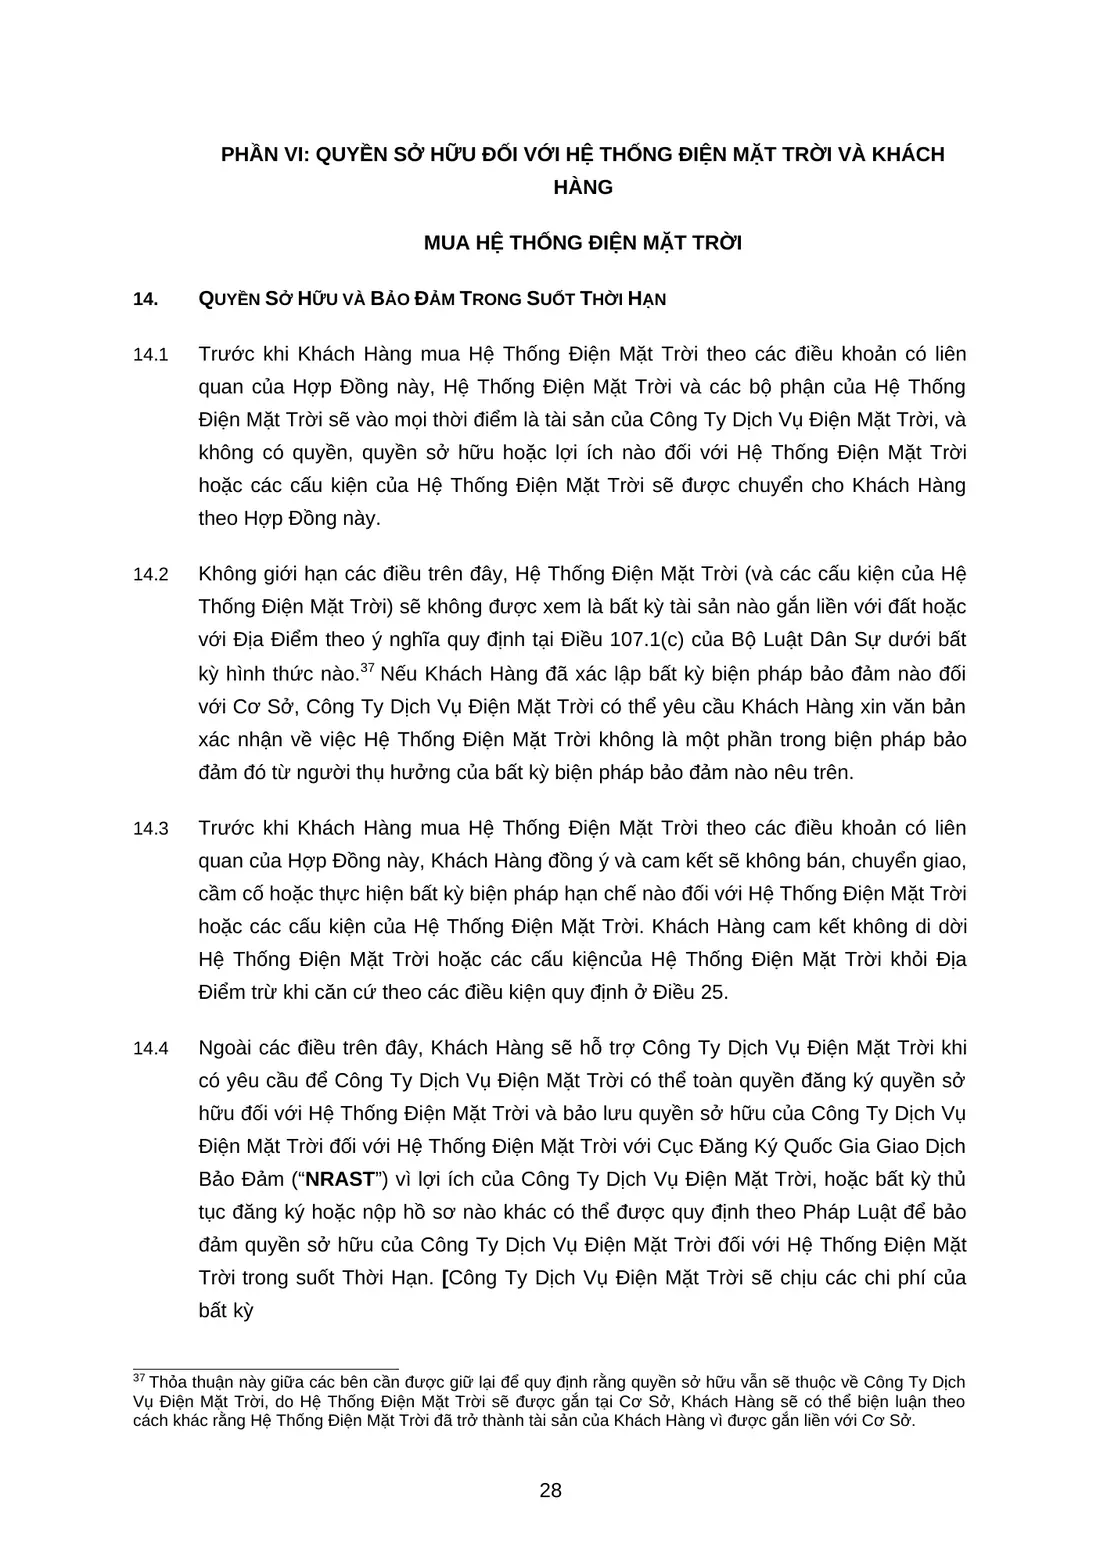 PHẦN VI: QUYỀN SỞ HỮU ĐỐI VỚI HỆ THỐNG ĐIỆN MẶT TRỜI VÀ KHÁCH
HÀNG
MUA HỆ THỐNG ĐIỆN MẶT TRỜI
14. QUYỀN SỞ HỮU VÀ BẢO ĐẢM TRONG SUỐT THỜI HẠN
14.1 Trước khi Khách Hàng mua Hệ Thống Điện Mặt Trời theo các điều khoản có liên
quan của Hợp Đồng này, Hệ Thống Điện Mặt Trời và các bộ phận của Hệ Thống
Điện Mặt Trời sẽ vào mọi thời điểm là tài sản của Công Ty Dịch Vụ Điện Mặt Trời, và
không có quyền, quyền sở hữu hoặc lợi ích nào đối với Hệ Thống Điện Mặt Trời
hoặc các cấu kiện của Hệ Thống Điện Mặt Trời sẽ được chuyển cho Khách Hàng
theo Hợp Đồng này.
14.2 Không giới hạn các điều trên đây, Hệ Thống Điện Mặt Trời (và các cấu kiện của Hệ
Thống Điện Mặt Trời) sẽ không được xem là bất kỳ tài sản nào gắn liền với đất hoặc
với Địa Điểm theo ý nghĩa quy định tại Điều 107.1(c) của Bộ Luật Dân Sự dưới bất
kỳ hình thức nào.37 Nếu Khách Hàng đã xác lập bất kỳ biện pháp bảo đảm nào đối
với Cơ Sở, Công Ty Dịch Vụ Điện Mặt Trời có thể yêu cầu Khách Hàng xin văn bản
xác nhận về việc Hệ Thống Điện Mặt Trời không là một phần trong biện pháp bảo
đảm đó từ người thụ hưởng của bất kỳ biện pháp bảo đảm nào nêu trên.
14.3 Trước khi Khách Hàng mua Hệ Thống Điện Mặt Trời theo các điều khoản có liên
quan của Hợp Đồng này, Khách Hàng đồng ý và cam kết sẽ không bán, chuyển giao,
cầm cố hoặc thực hiện bất kỳ biện pháp hạn chế nào đối với Hệ Thống Điện Mặt Trời
hoặc các cấu kiện của Hệ Thống Điện Mặt Trời. Khách Hàng cam kết không di dời
Hệ Thống Điện Mặt Trời hoặc các cấu kiệncủa Hệ Thống Điện Mặt Trời khỏi Địa
Điểm trừ khi căn cứ theo các điều kiện quy định ở Điều 25.
14.4 Ngoài các điều trên đây, Khách Hàng sẽ hỗ trợ Công Ty Dịch Vụ Điện Mặt Trời khi
có yêu cầu để Công Ty Dịch Vụ Điện Mặt Trời có thể toàn quyền đăng ký quyền sở
hữu đối với Hệ Thống Điện Mặt Trời và bảo lưu quyền sở hữu của Công Ty Dịch Vụ
Điện Mặt Trời đối với Hệ Thống Điện Mặt Trời với Cục Đăng Ký Quốc Gia Giao Dịch
Bảo Đảm (“NRAST”) vì lợi ích của Công Ty Dịch Vụ Điện Mặt Trời, hoặc bất kỳ thủ
tục đăng ký hoặc nộp hồ sơ nào khác có thể được quy định theo Pháp Luật để bảo
đảm quyền sở hữu của Công Ty Dịch Vụ Điện Mặt Trời đối với Hệ Thống Điện Mặt
Trời trong suốt Thời Hạn. [Công Ty Dịch Vụ Điện Mặt Trời sẽ chịu các chi phí của
bất kỳ
37 Thỏa thuận này giữa các bên cần được giữ lại để quy định rằng quyền sở hữu vẫn sẽ thuộc về Công Ty Dịch
Vụ Điện Mặt Trời, do Hệ Thống Điện Mặt Trời sẽ được gắn tại Cơ Sở, Khách Hàng sẽ có thể biện luận theo
cách khác rằng Hệ Thống Điện Mặt Trời đã trở thành tài sản của Khách Hàng vì được gắn liền với Cơ Sở.
28